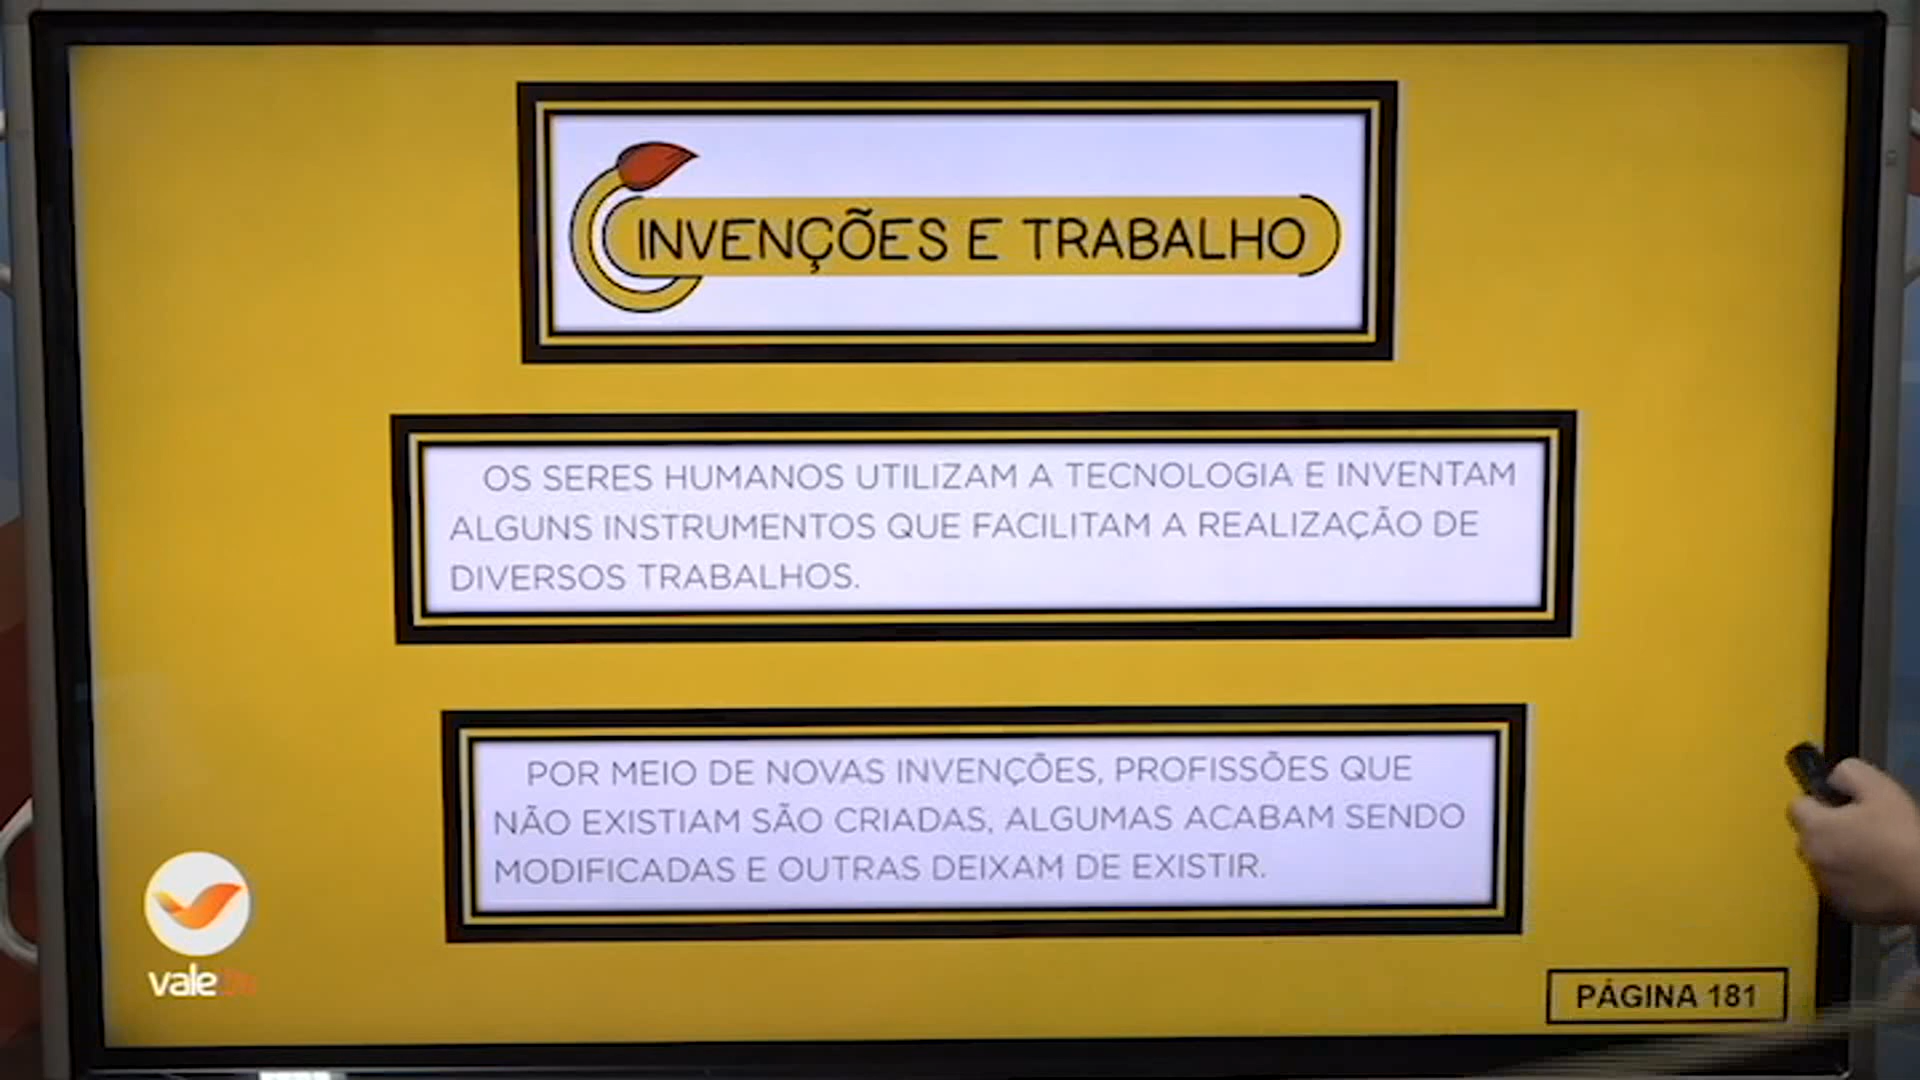 INVENÇÕES E TRABALHO
OS SERES HUMANOS UTILIZAM A TECNOLOGIA E INVENTAM
ALGUNS INSTRUMENTOS QUE FACILITAM A REALIZAÇÃO DE
DIVERSOS TRABALHOS.
POR MEIO DE NOVAS INVENÇÕES, PROFISSÕES QUE
NÃO EXISTIAM SÃO CRIADAS, ALGUMAS ACABAM SENDO
MODIFICADAS E OUTRAS DEIXAM DE EXISTIR.
vale
PÁGINA 181